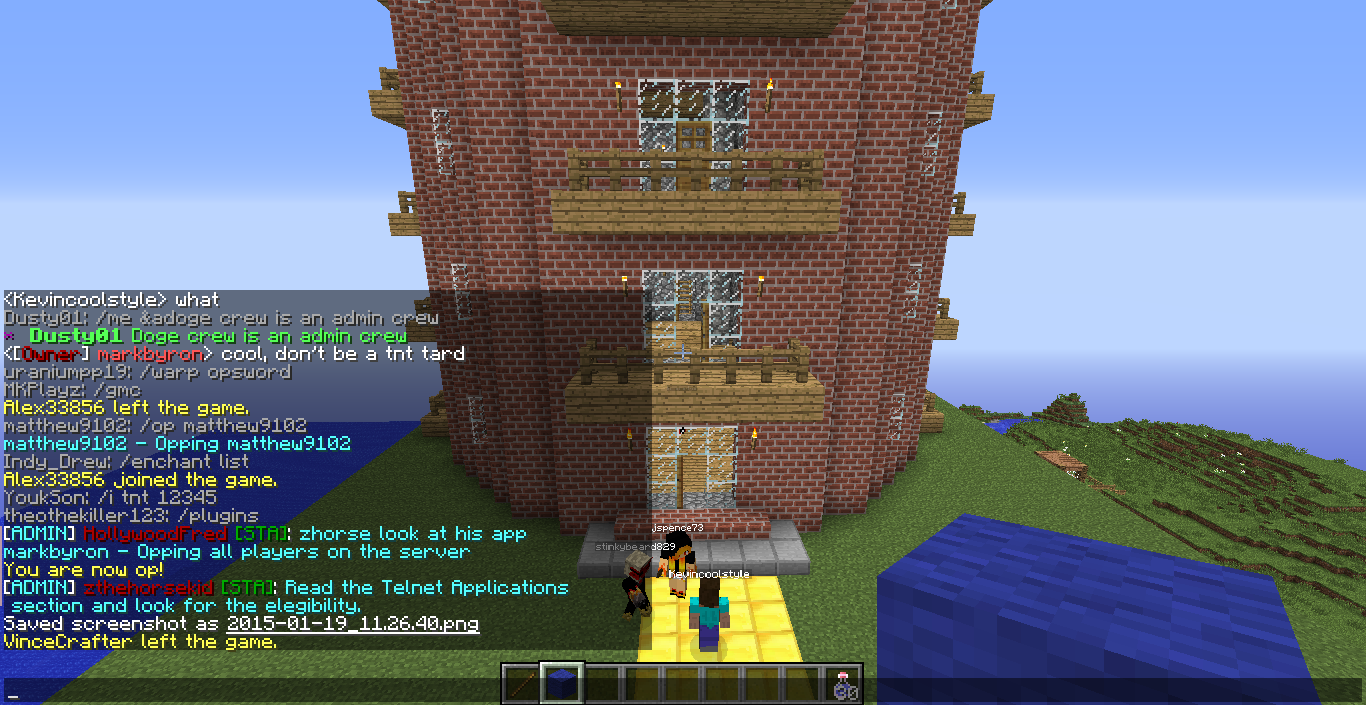 <Kevincoolstyle> what
Dusty01: /me &adoge crew is an admin crew
* Dusty01 Doge crew is an admin crew
<[Owner] markbyron> cool, don't be a tnt tard
uraniumpp19: /warp opsword
MKPlayz: /gmc
Alex33856 left the game.
matthew9102: /op matthew9102
matthew9102 - Opping matthew9102
Indy_Drew: /enchant list
Alex33856 joined the game.
YoukSon: /i tnt 12345
theothekiller123: /plugins
[ADMIN] HollywoodFred [STA]: zhorse look at his app
markbyron - Opping all players on the server
You are now op!
[ADMIN] zthehorsekid [STA]: Read the Telnet Applications
section and look for the elegibility.
Saved screenshot as 2015-01-19_11.26.40.png
VinceCrafter left the game.
_
jspence73
stinkybeard829
Kevincoolstyle